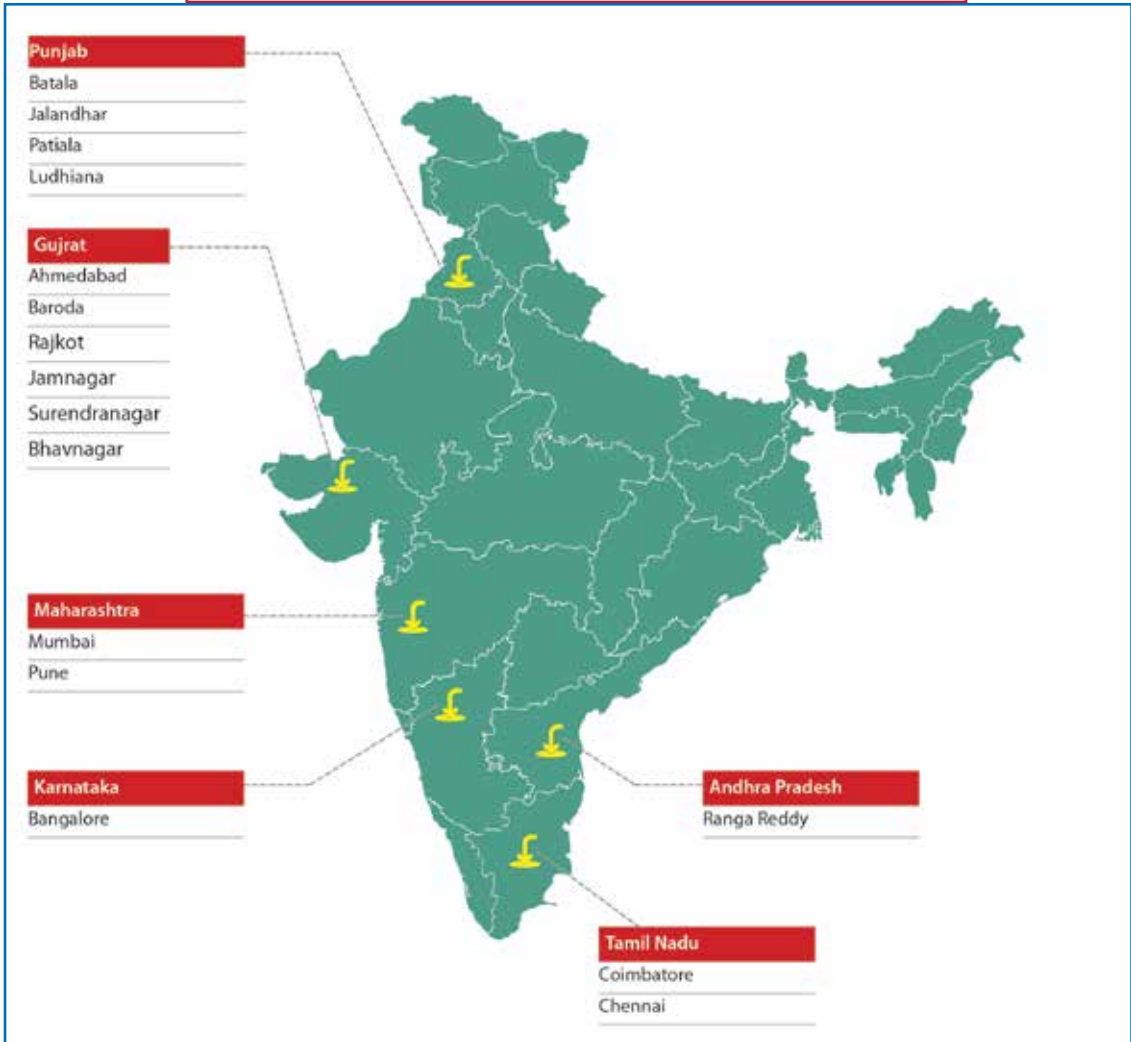 Punjab
Batala
Jalandhar
Patiala
Ludhiana
Gujrat
Ahmedabad
Baroda
Rajkot
Jamnagar
Surendranagar
Bhavnagar
Maharashtra
Mumbai
Pune
Karnataka
Bangalore
Andhra Pradesh
Ranga Reddy
Tamil Nadu
Coimbatore
Chennai